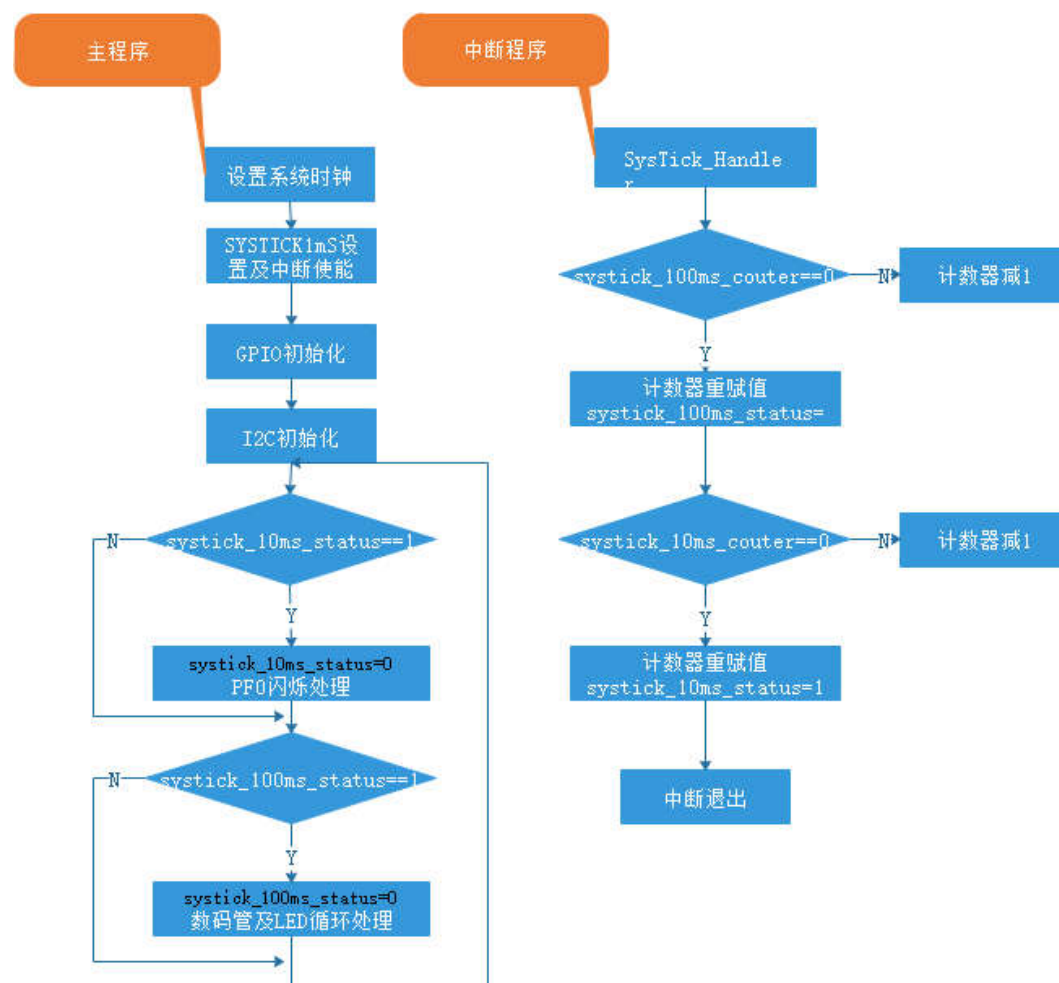 主程序
设置系统时钟
SYSTICK1mS设
置及中断使能
GPIO初始化
I2C初始化
systick_10ms_status==1
N
Y
systick_10ms_status=0
PF0闪烁处理
systick_100ms_status==1
N
Y
systick_100ms_status=0
数码管及LED循环处理
中断程序
SysTick_Handle
r
systick_100ms_couter==0
N
计数器减1
Y
计数器重赋值
systick_100ms_status=
systick_10ms_couter==0
N
计数器减1
Y
计数器重赋值
systick_10ms_status=1
中断退出